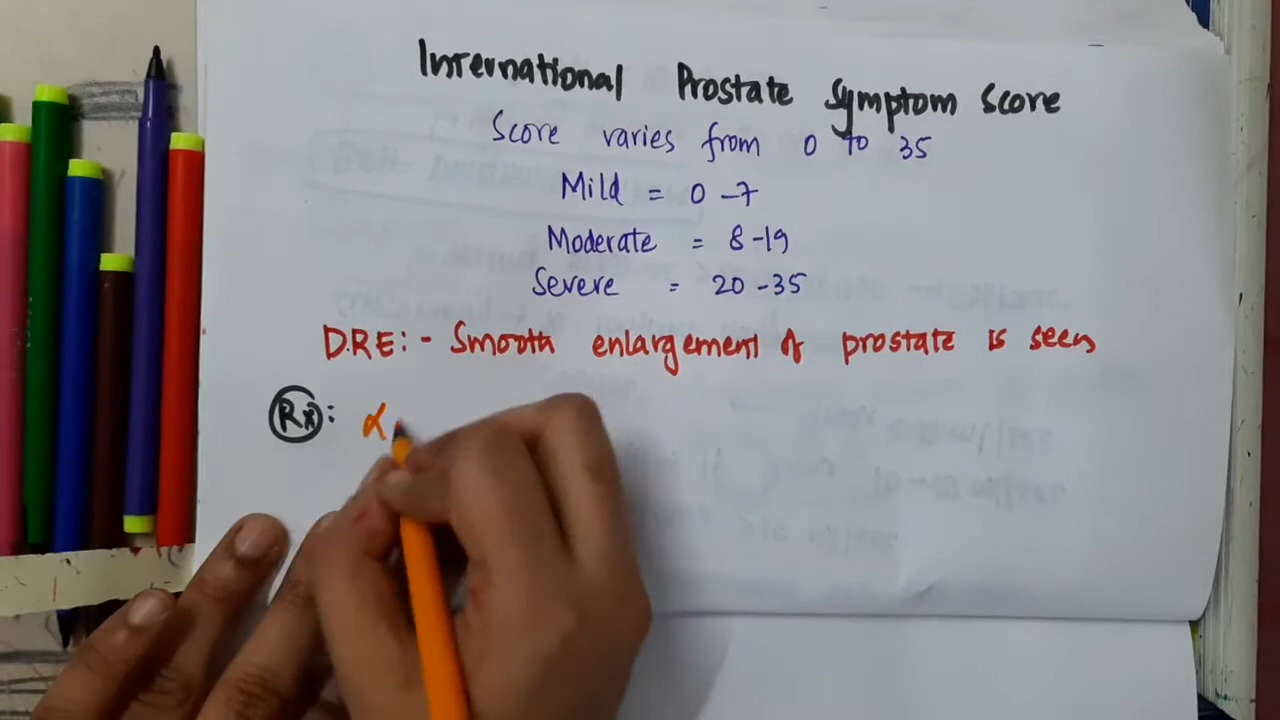 International Prostate Symptom Score
Score varies from 0 to 35
Mild = 0-7
Moderate = 8-19
Severe = 20-35
D.R.E:- Smooth enlargement of prostate is seen
Rx: α